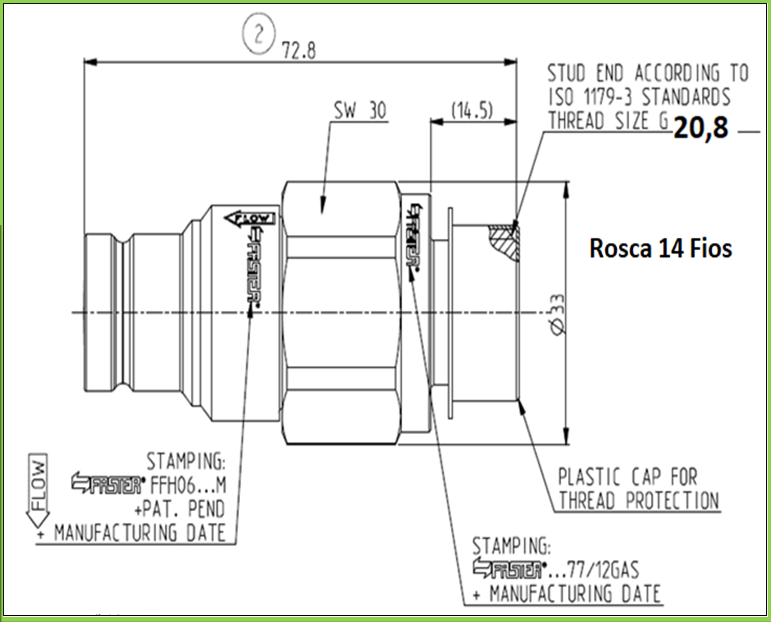 2
72.8
STUD END ACCORDING TO
ISO 1179-3 STANDARDS
THREAD SIZE G 20,8
SW 30
(14.5)
FLOW
FASTER®
FASTER®
Rosca 14 Fios
Ø33
FLOW
STAMPING:
FASTER® FFH06...M
+PAT. PEND
+ MANUFACTURING DATE
PLASTIC CAP FOR
THREAD PROTECTION
STAMPING:
FASTER®...77/12GAS
+ MANUFACTURING DATE